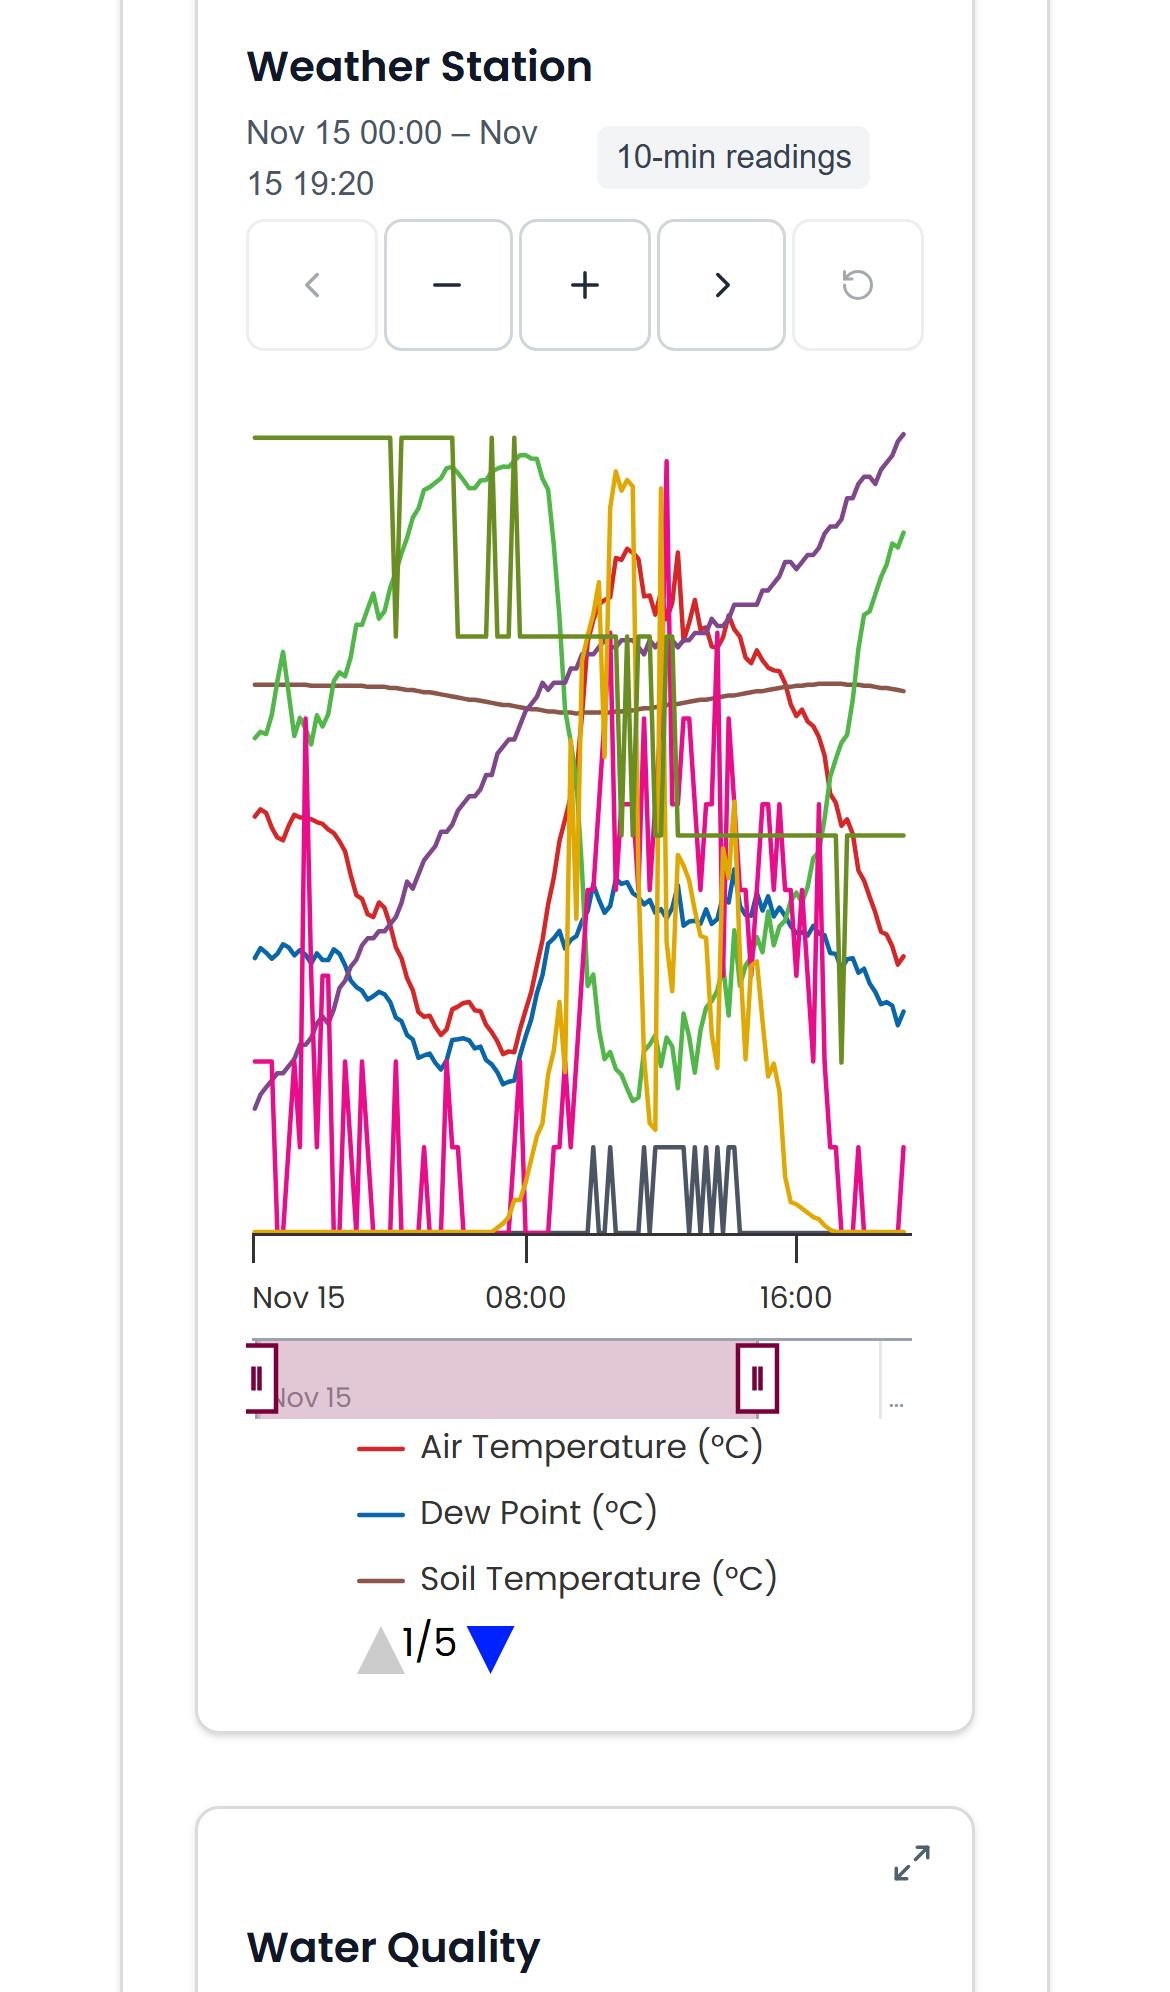 Weather Station
Nov 15 00:00 – Nov
15 19:20
10-min readings
Nov 15
08:00
16:00
Nov 15
...
Air Temperature (°C)
Dew Point (°C)
Soil Temperature (°C)
1/5
Water Quality